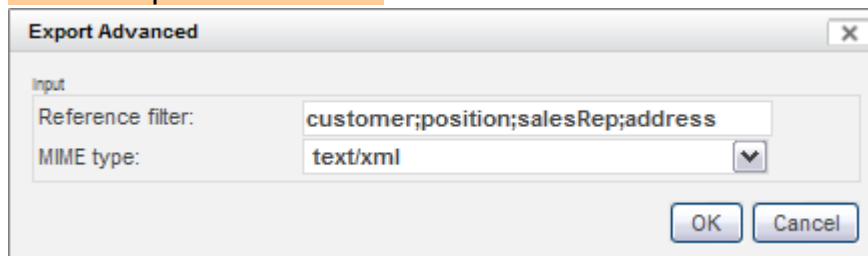 Export Advanced
Input
Reference filter: customer;position;salesRep;address
MIME type: text/xml
OK Cancel